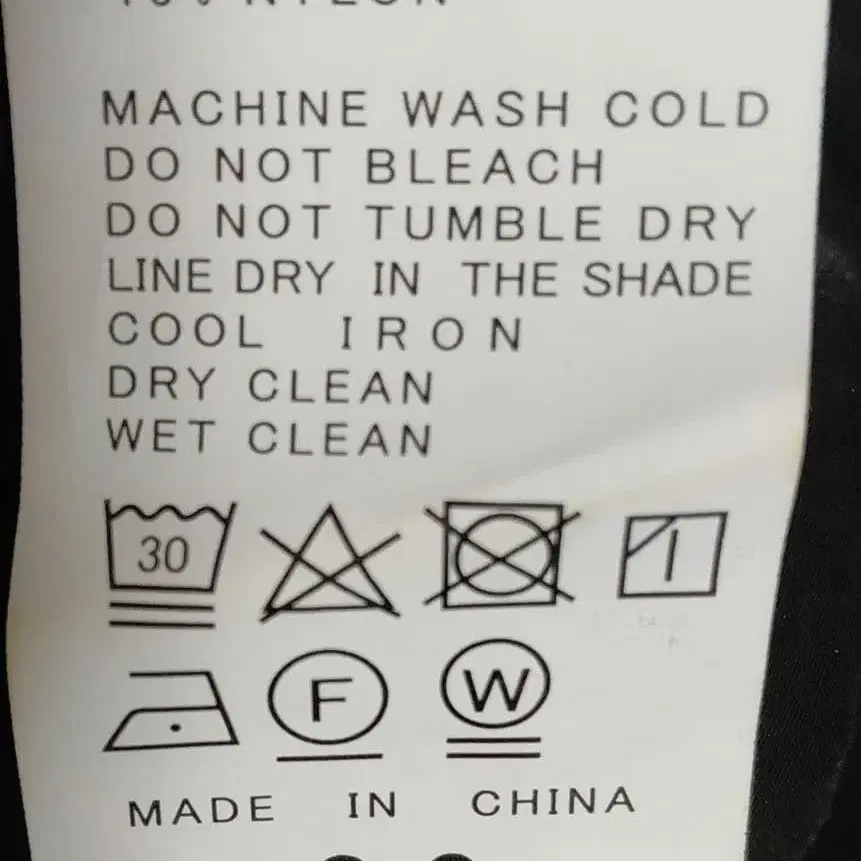 NYLON
MACHINE WASH COLD
DO NOT BLEACH
DO NOT TUMBLE DRY
LINE DRY IN THE SHADE
COOL IRON
DRY CLEAN
WET CLEAN
30
F W
MADE IN CHINA